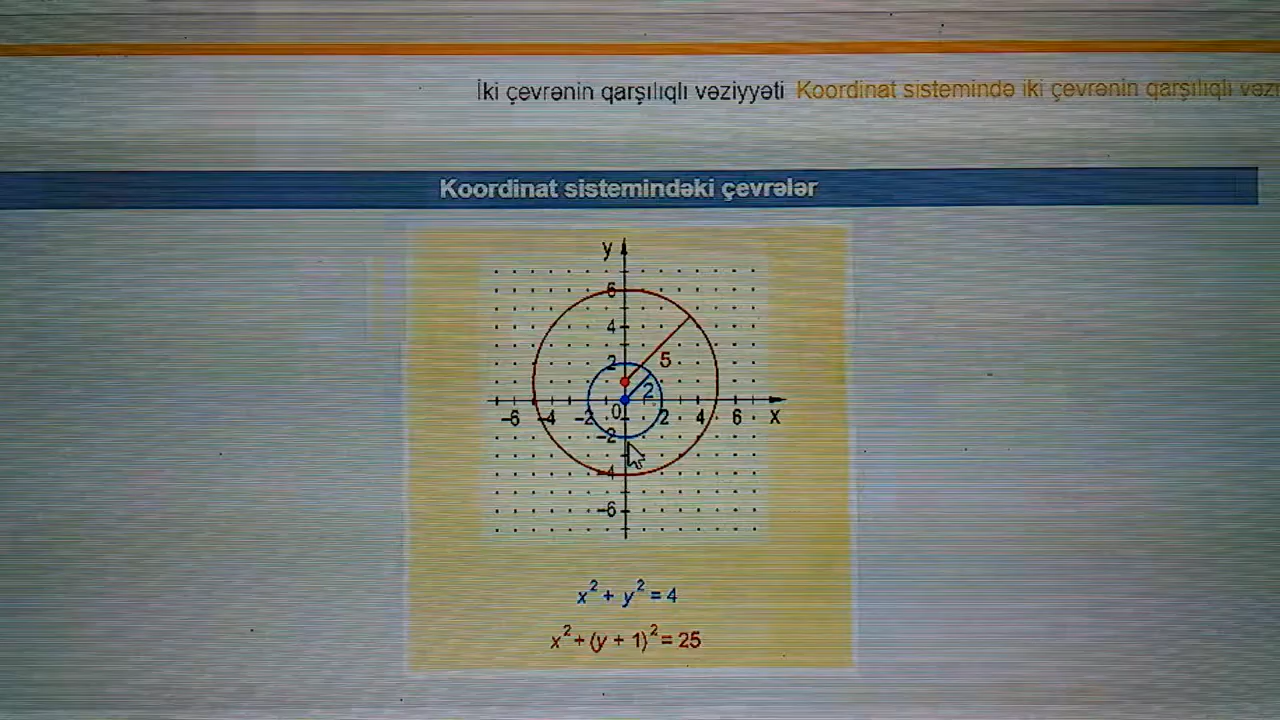 İki çevrənin qarşılıqlı vəziyyəti Koordinat sistemində iki çevrənin qarşılıqlı
Koordinat sistemindəki çevrələr
y
6
4
2 5
2
−6 −4 −2 0 2 4 6 x
−2
−4
−6
x² + y² = 4
x² + (y + 1)² = 25